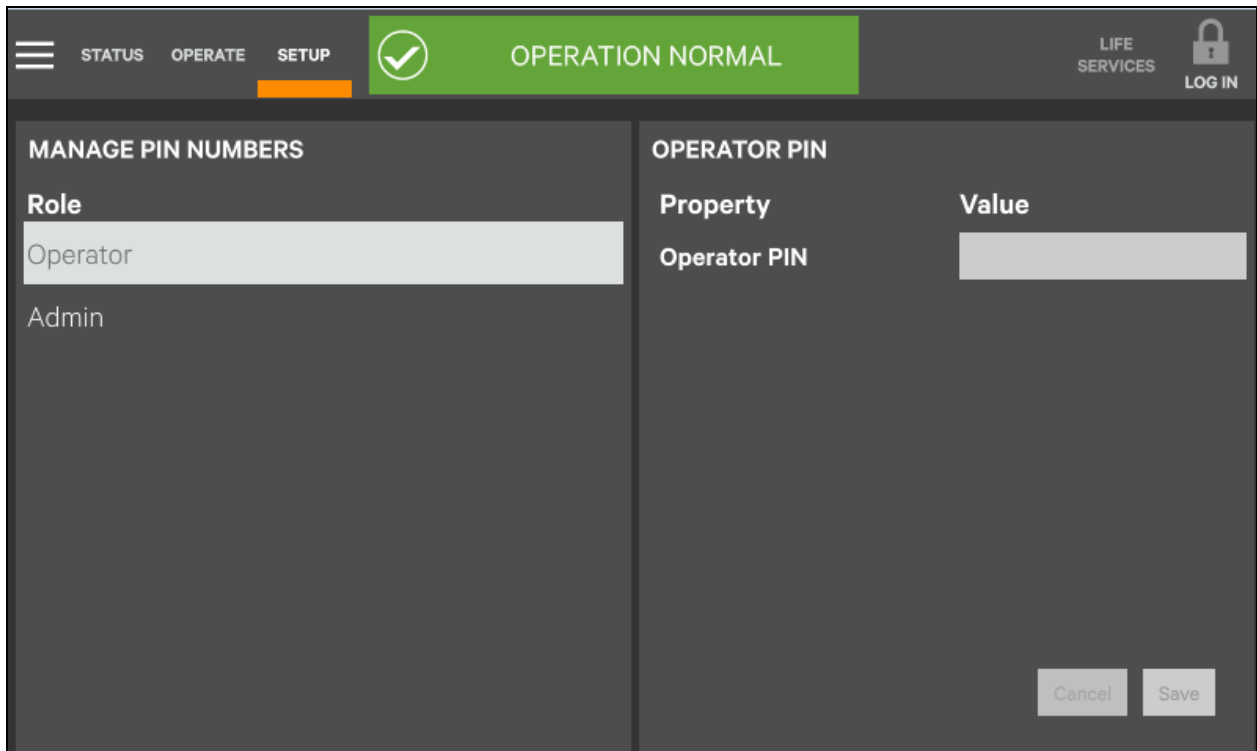 STATUS OPERATE SETUP
OPERATION NORMAL
LIFE
SERVICES
LOG IN
MANAGE PIN NUMBERS
Role
Operator
Admin
OPERATOR PIN
Property Value
Operator PIN
Cancel Save